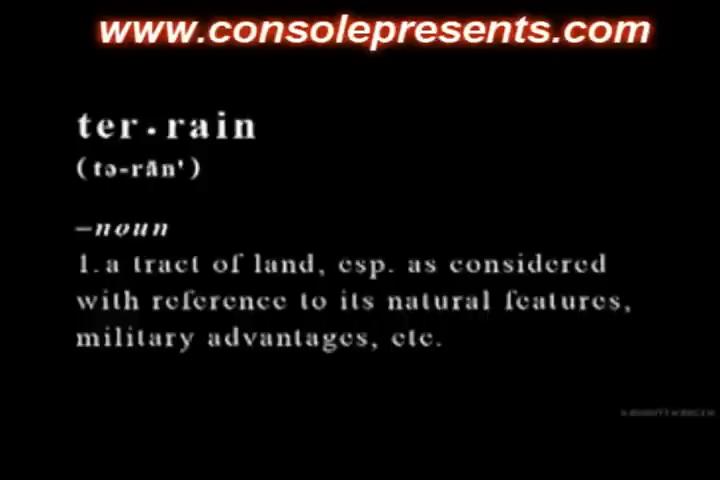 www.consolepresents.com
ter·rain
(tə-rān')
–noun
1. a tract of land, esp. as considered
with reference to its natural features,
military advantages, etc.